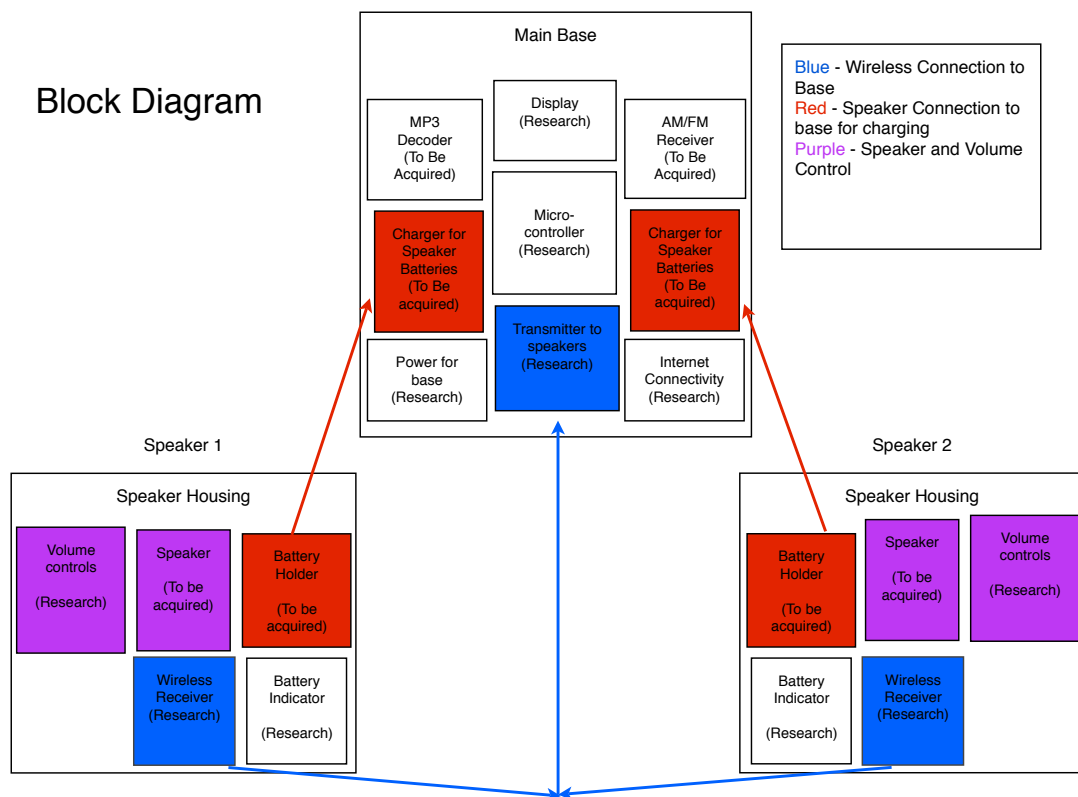 Block Diagram
Main Base
Display
(Research)
MP3
Decoder
(To Be
Acquired)
AM/FM
Receiver
(To Be
Acquired)
Micro-
controller
(Research)
Charger for
Speaker
Batteries
(To Be
acquired)
Charger for
Speaker
Batteries
(To Be
acquired)
Transmitter to
speakers
(Research)
Power for
base
(Research)
Internet
Connectivity
(Research)
Blue - Wireless Connection to
Base
Red - Speaker Connection to
base for charging
Purple - Speaker and Volume
Control
Speaker 1
Speaker Housing
Volume
controls
(Research)
Speaker
(To be
acquired)
Battery
Holder
(To be
acquired)
Wireless
Receiver
(Research)
Battery
Indicator
(Research)
Speaker 2
Speaker Housing
Battery
Holder
(To be
acquired)
Speaker
(To be
acquired)
Volume
controls
(Research)
Battery
Indicator
(Research)
Wireless
Receiver
(Research)